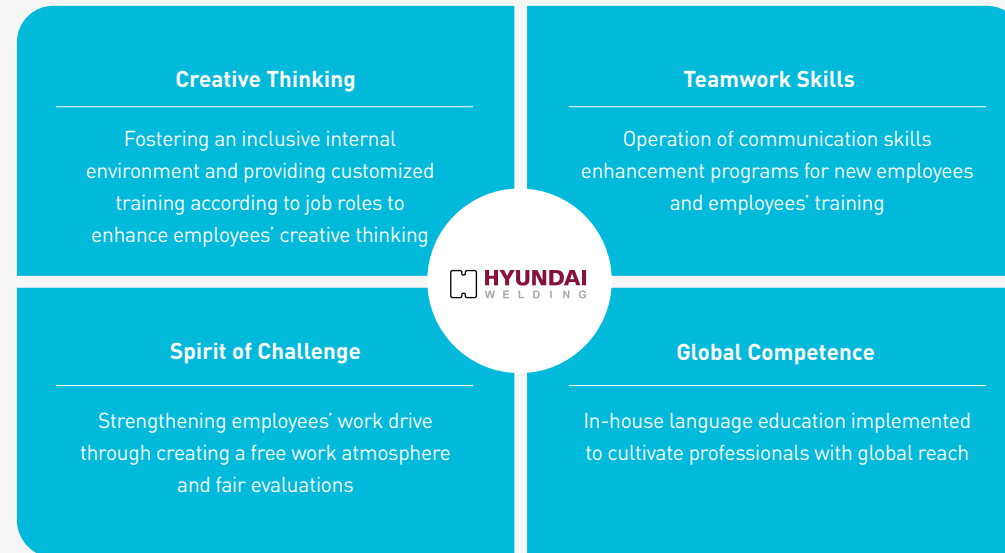 Creative Thinking
Fostering an inclusive internal
environment and providing customized
training according to job roles to
enhance employees’ creative thinking
Teamwork Skills
Operation of communication skills
enhancement programs for new employees
and employees’ training
HYUNDAI
WELDING
Spirit of Challenge
Strengthening employees’ work drive
through creating a free work atmosphere
and fair evaluations
Global Competence
In-house language education implemented
to cultivate professionals with global reach